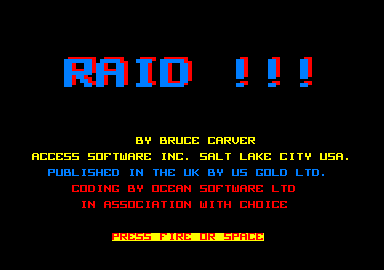 RAID !!!
BY BRUCE CARVER
ACCESS SOFTWARE INC. SALT LAKE CITY USA.
PUBLISHED IN THE UK BY US GOLD LTD.
CODING BY OCEAN SOFTWARE LTD
IN ASSOCIATION WITH CHOICE
PRESS FIRE OR SPACE